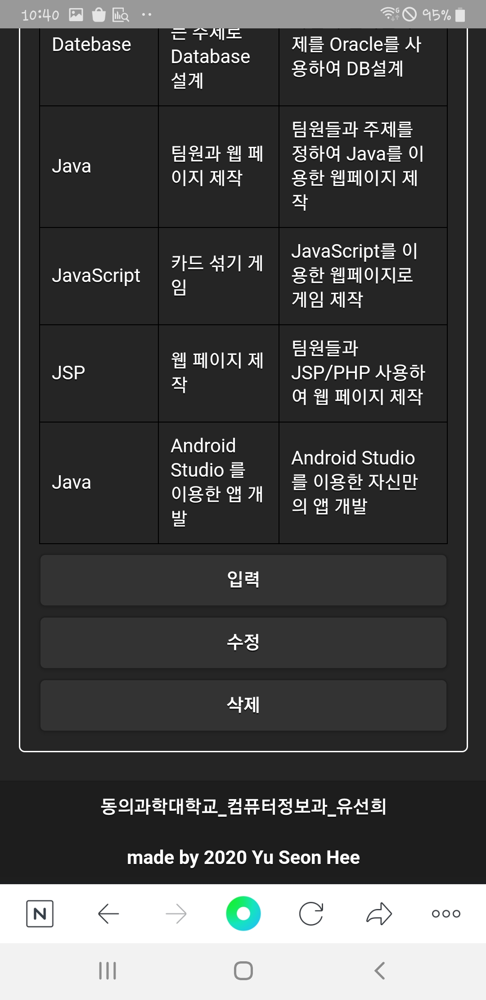 10:40
95%
Datebase
는 주제로
Database
설계
제를 Oracle를 사
용하여 DB설계
Java
팀원과 웹 페
이지 제작
팀원들과 주제를
정하여 Java를 이
용한 웹페이지 제
작
JavaScript
카드 섞기 게
임
JavaScript를 이
용한 웹페이지로
게임 제작
JSP
웹 페이지 제
작
팀원들과
JSP/PHP 사용하
여 웹 페이지 제작
Java
Android
Studio 를
이용한 앱 개
발
Android Studio
를 이용한 자신만
의 앱 개발
입력
수정
삭제
동의과학대학교_컴퓨터정보과_유선희
made by 2020 Yu Seon Hee
N